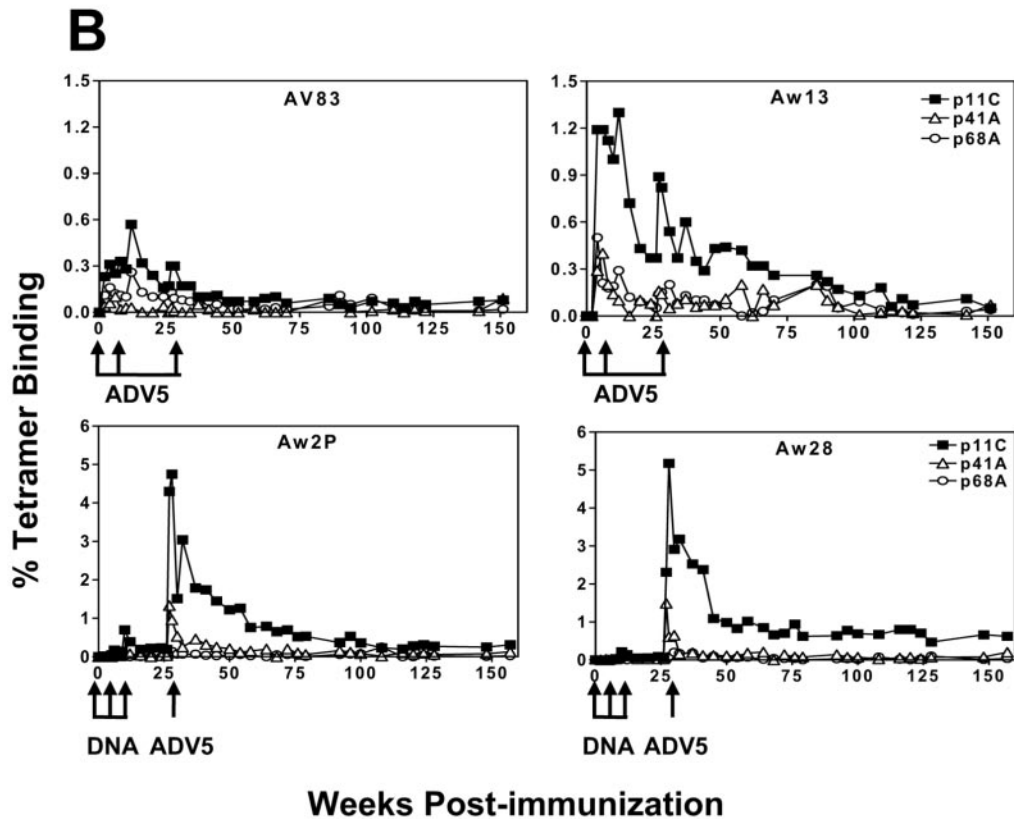 B
AV83
1.5
1.2
0.9
0.6
0.3
0.0
0 25 50 75 100 125 150
ADV5
Aw13
p11C
p41A
p68A
1.5
1.2
0.9
0.6
0.3
0.0
0 25 50 75 100 125 150
ADV5
% Tetramer Binding
Aw2P
6
5
4
3
2
1
0
0 25 50 75 100 125 150
DNA ADV5
Aw28
p11C
p41A
p68A
6
5
4
3
2
1
0
0 25 50 75 100 125 150
DNA ADV5
Weeks Post-immunization